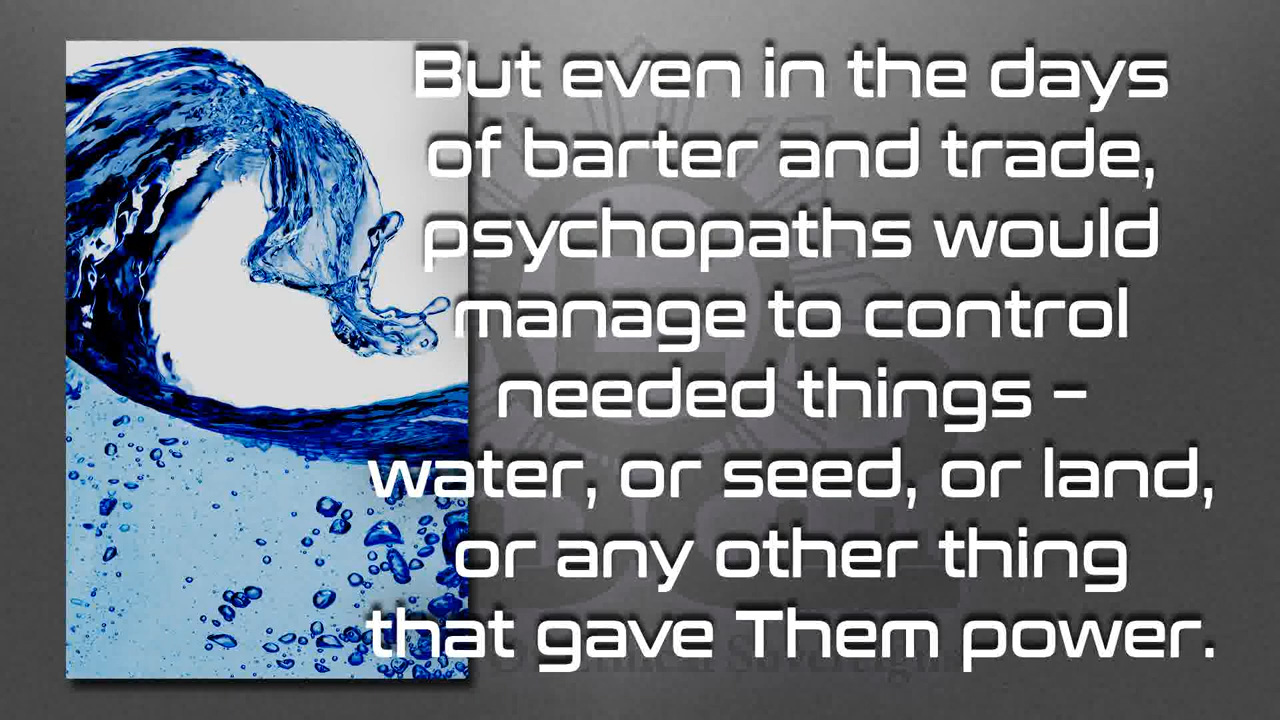 But even in the days
of barter and trade,
psychopaths would
manage to control
needed things –
water, or seed, or land,
or any other thing
that gave Them power.